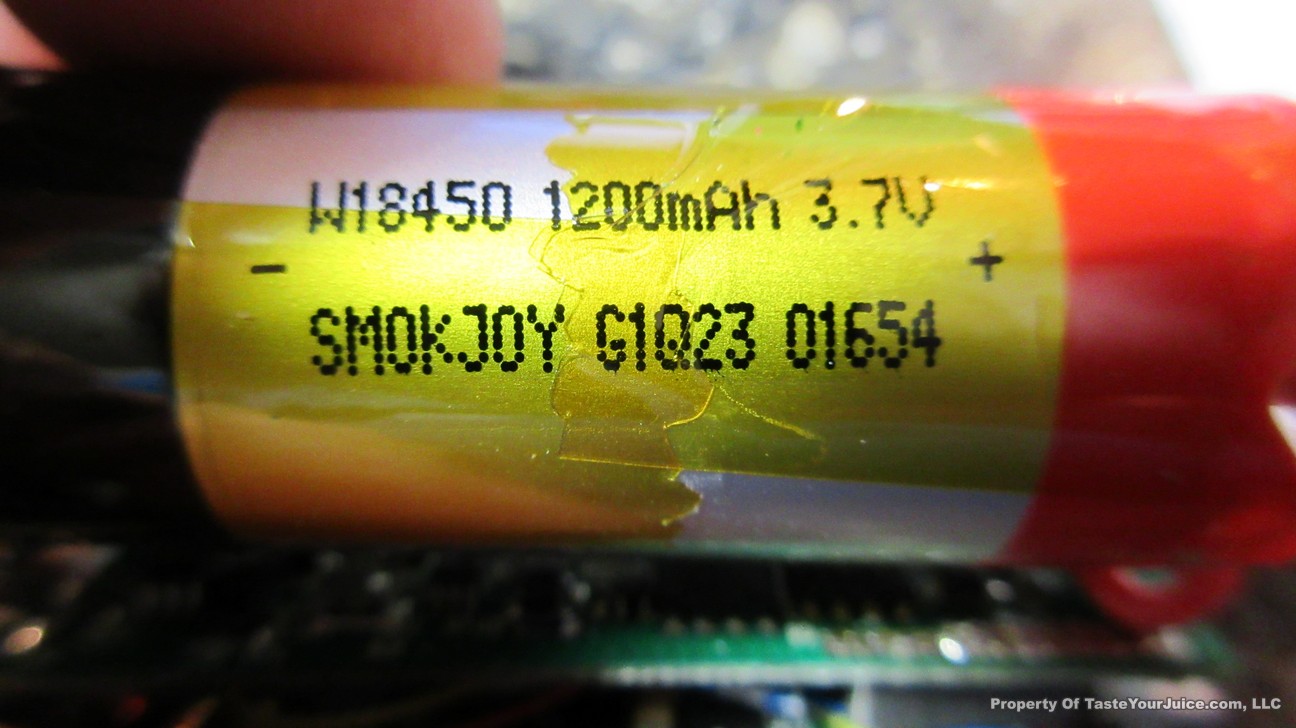 W18450 1200mAh 3.7V
- +
SMOKJOY G1023 01654
Property Of TasteYourJuice.com, LLC